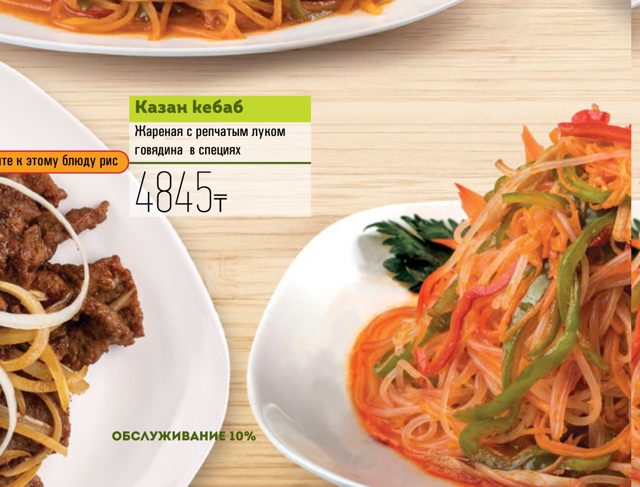 Казан кебаб
Жареная с репчатым луком
говядина в специях
те к этому блюду рис
4845₸
ОБСЛУЖИВАНИЕ 10%